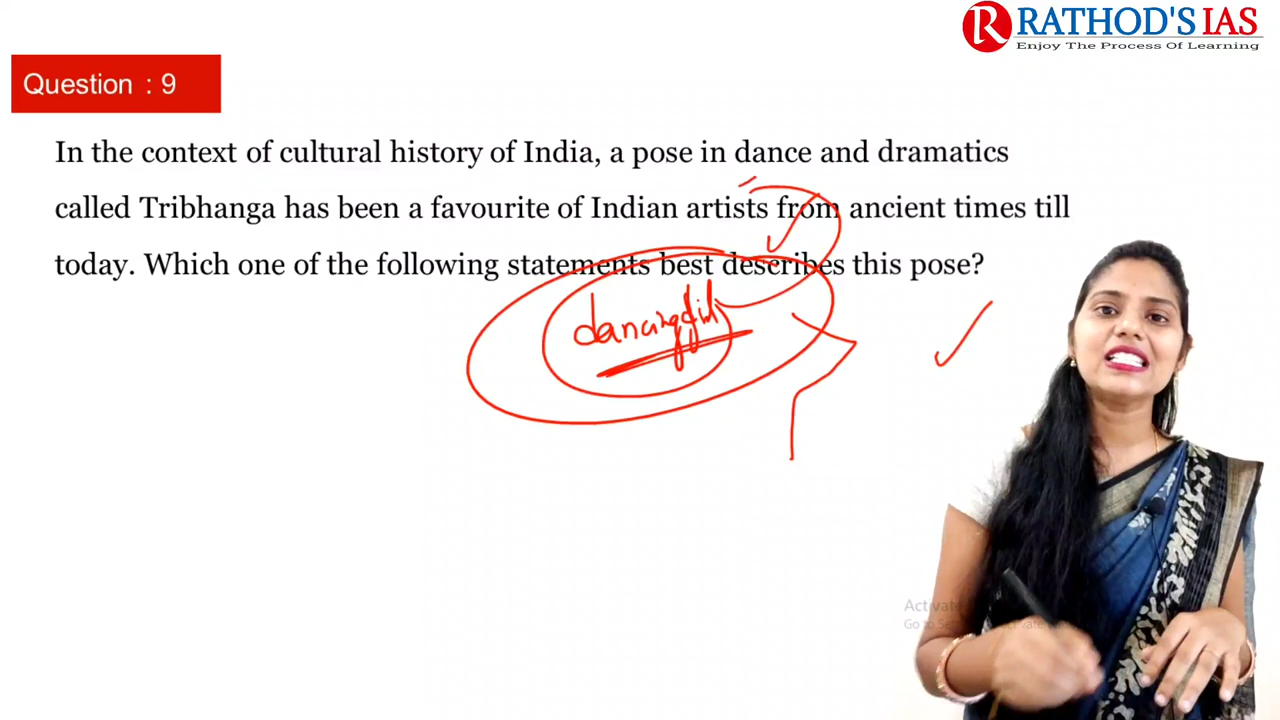 RATHOD'S IAS
Enjoy The Process Of Learning
Question : 9
In the context of cultural history of India, a pose in dance and dramatics
called Tribhanga has been a favourite of Indian artists from ancient times till
today. Which one of the following statements best describes this pose?
dancing girl
Activate